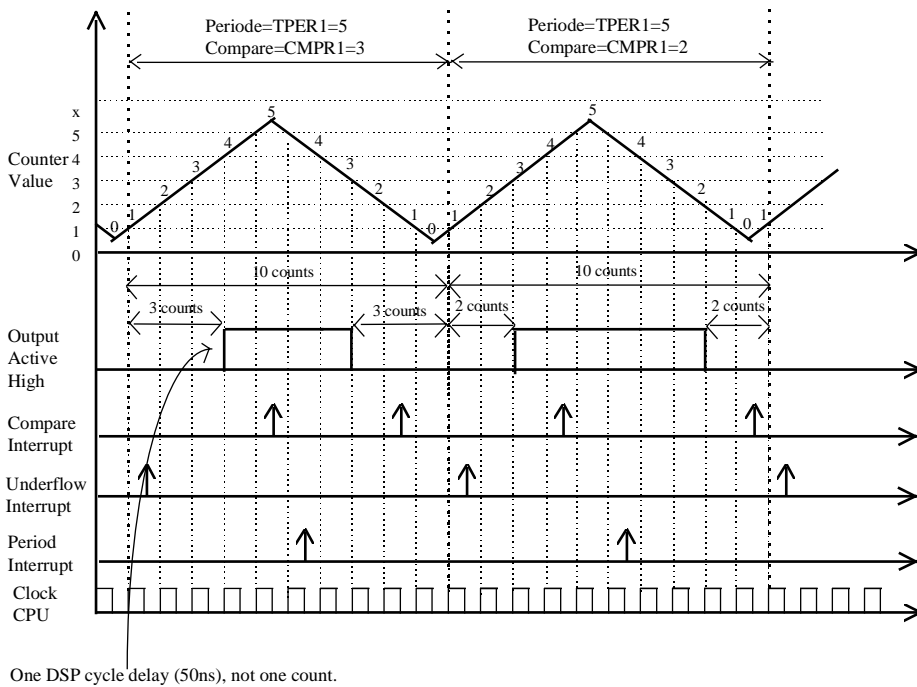 Periode=TPER1=5
Compare=CMPR1=3
Periode=TPER1=5
Compare=CMPR1=2
Counter
Value
x
5
4
3
2
1
0
0 1 2 3 4 5 4 3 2 1 0 1 2 3 4 5 4 3 2 1 0 1
10 counts
10 counts
3 counts
3 counts
2 counts
2 counts
Output
Active
High
Compare
Interrupt
Underflow
Interrupt
Period
Interrupt
Clock
CPU
One DSP cycle delay (50ns), not one count.